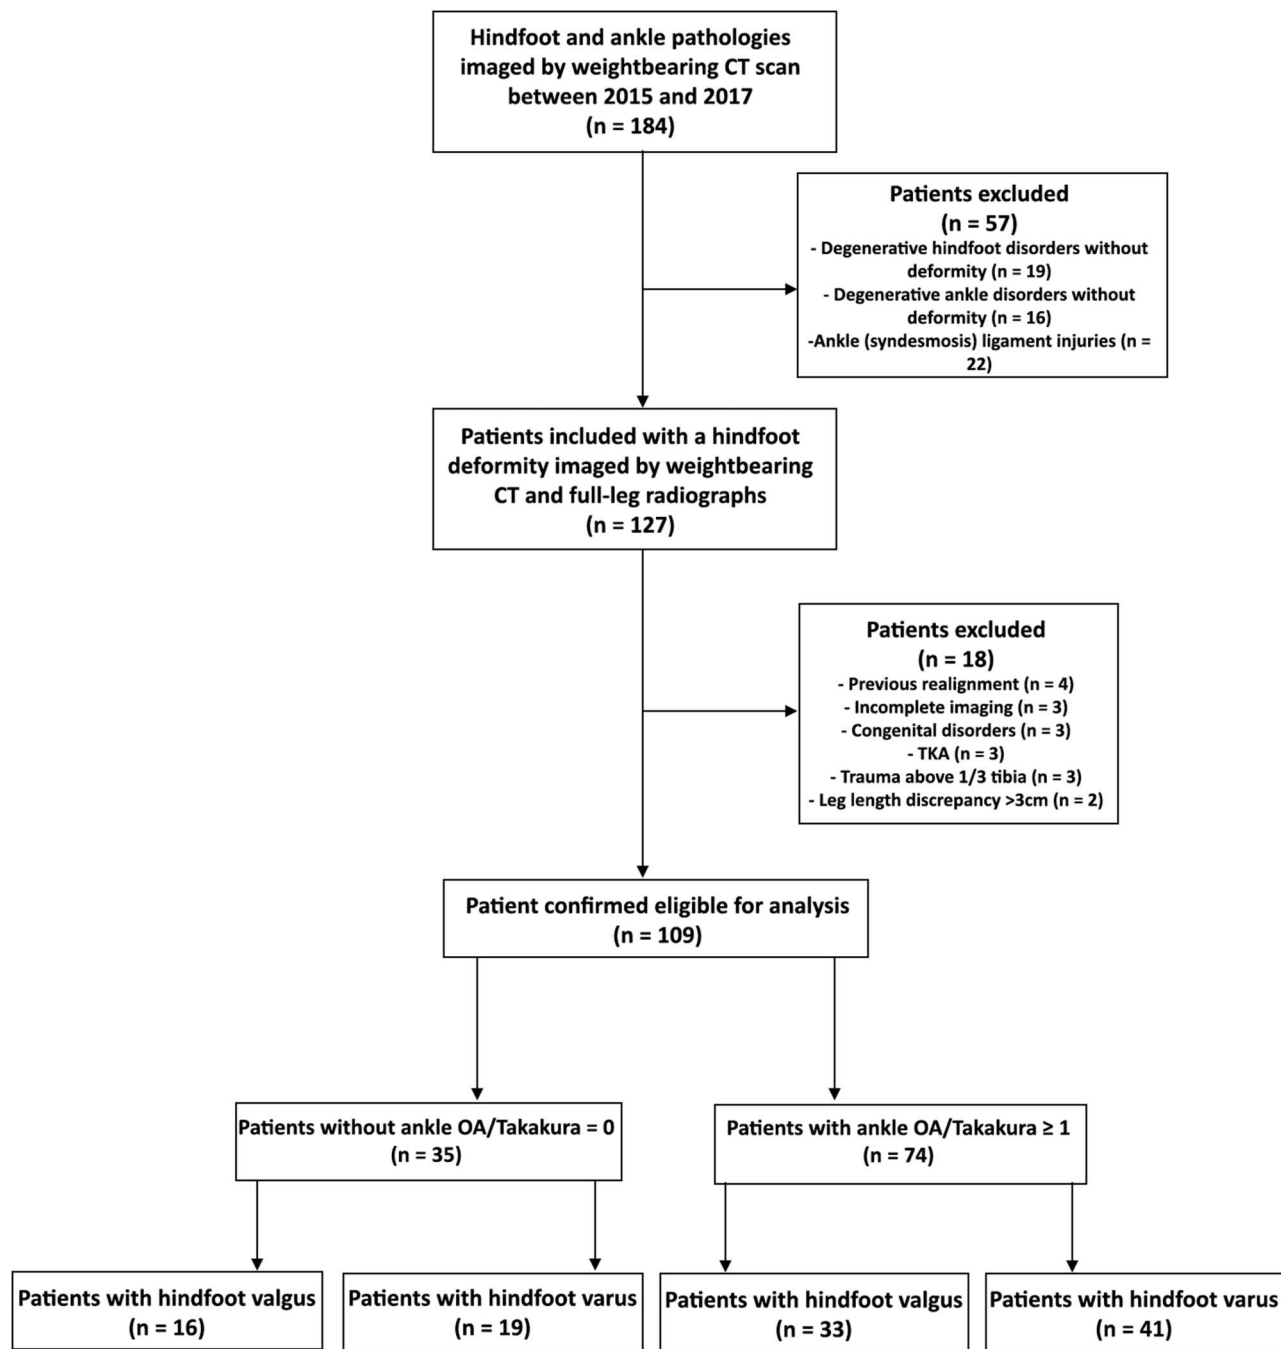 Hindfoot and ankle pathologies
imaged by weightbearing CT scan
between 2015 and 2017
(n = 184)
Patients excluded
(n = 57)
- Degenerative hindfoot disorders without
deformity (n = 19)
- Degenerative ankle disorders without
deformity (n = 16)
-Ankle (syndesmosis) ligament injuries (n =
22)
Patients included with a hindfoot
deformity imaged by weightbearing
CT and full-leg radiographs
(n = 127)
Patients excluded
(n = 18)
- Previous realignment (n = 4)
- Incomplete imaging (n = 3)
- Congenital disorders (n = 3)
- TKA (n = 3)
- Trauma above 1/3 tibia (n = 3)
- Leg length discrepancy >3cm (n = 2)
Patient confirmed eligible for analysis
(n = 109)
Patients without ankle OA/Takakura = 0
(n = 35)
Patients with ankle OA/Takakura ≥ 1
(n = 74)
Patients with hindfoot valgus
(n = 16)
Patients with hindfoot varus
(n = 19)
Patients with hindfoot valgus
(n = 33)
Patients with hindfoot varus
(n = 41)